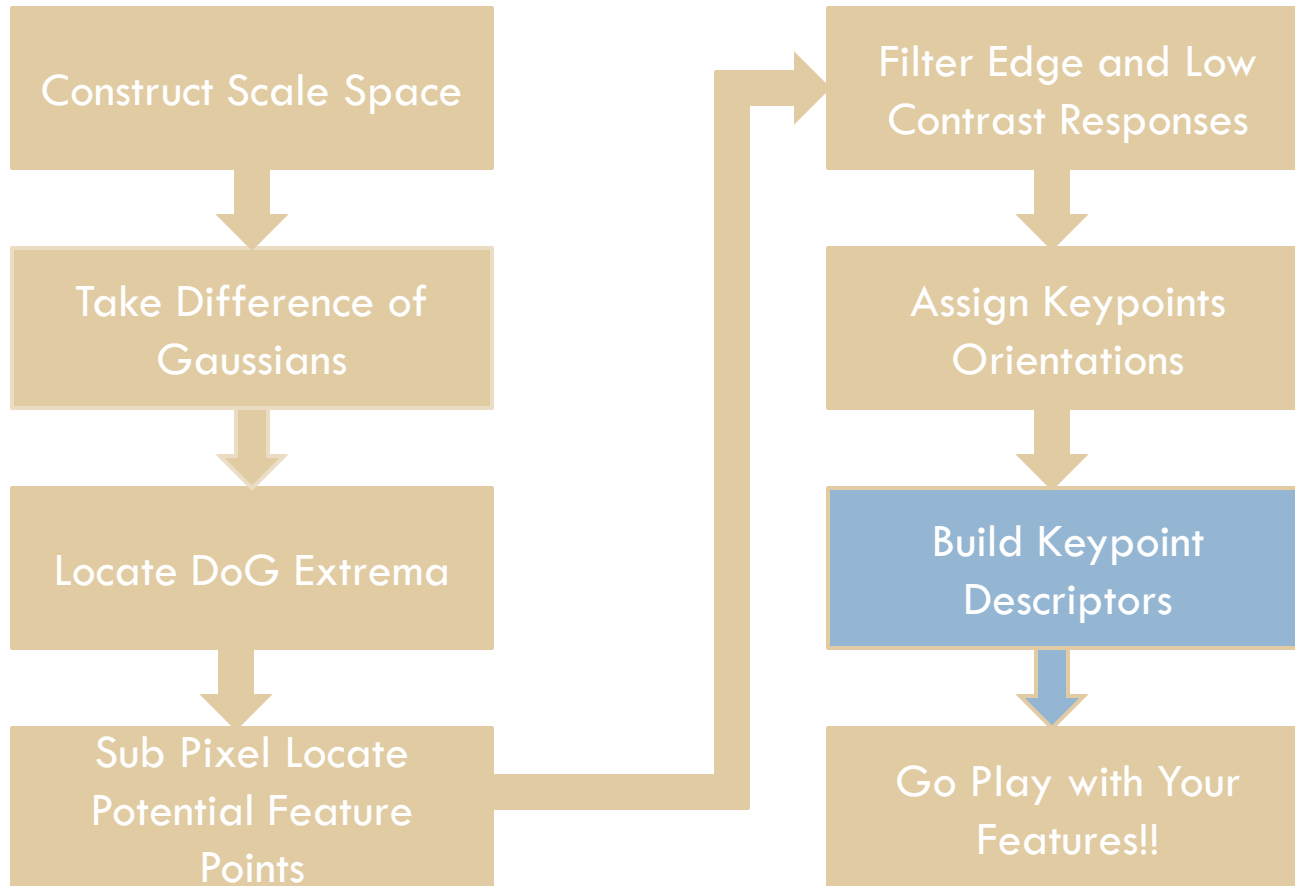 Construct Scale Space
Take Difference of
Gaussians
Locate DoG Extrema
Sub Pixel Locate
Potential Feature
Points
Filter Edge and Low
Contrast Responses
Assign Keypoints
Orientations
Build Keypoint
Descriptors
Go Play with Your
Features!!